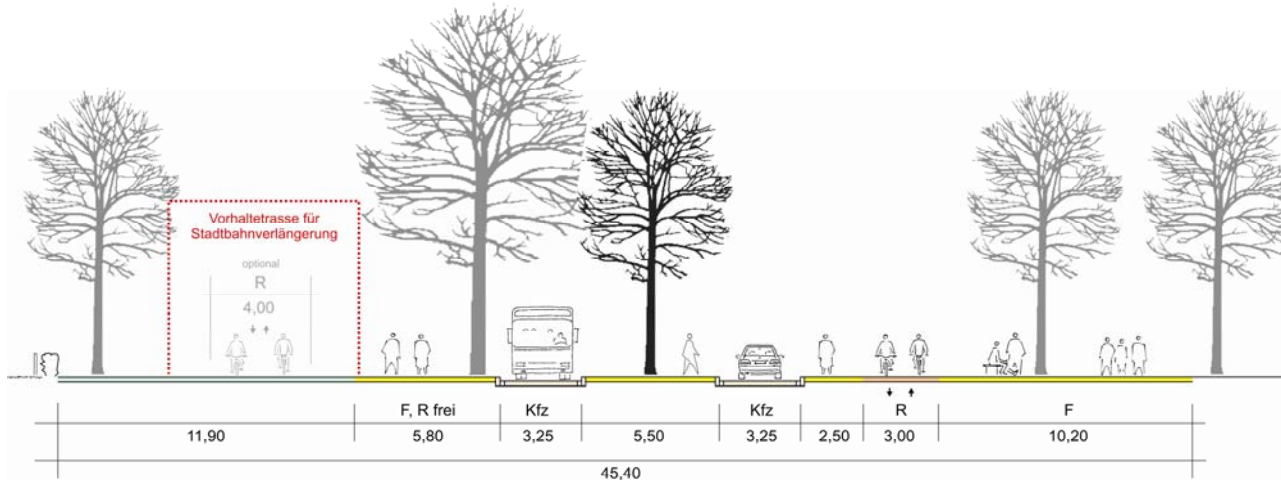 Vorhaltetrasse für
Stadtbahnverlängerung
optional
R
4,00
F, R frei Kfz Kfz R F
11,90 5,80 3,25 5,50 3,25 2,50 3,00 10,20
45,40